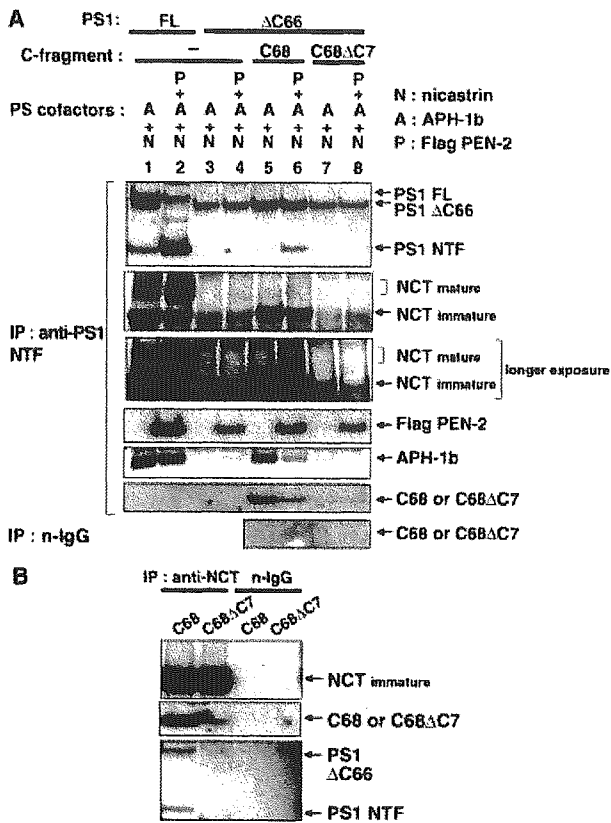 A
PS1: FL ΔC66
C-fragment : – C68 C68ΔC7
P P P P
+ + + +
PS cofactors : A A A A A A A A
+ + + + + + + +
N N N N N N N N
1 2 3 4 5 6 7 8
N : nicastrin
A : APH-1b
P : Flag PEN-2
PS1 FL
PS1 ΔC66
PS1 NTF
IP : anti-PS1
NTF
NCT mature
NCT immature
NCT mature
NCT immature
longer exposure
Flag PEN-2
APH-1b
C68 or C68ΔC7
IP : n-IgG
C68 or C68ΔC7
B
IP : anti-NCT n-IgG
C68 C68ΔC7 C68 C68ΔC7
NCT immature
C68 or C68ΔC7
PS1
ΔC66
PS1 NTF